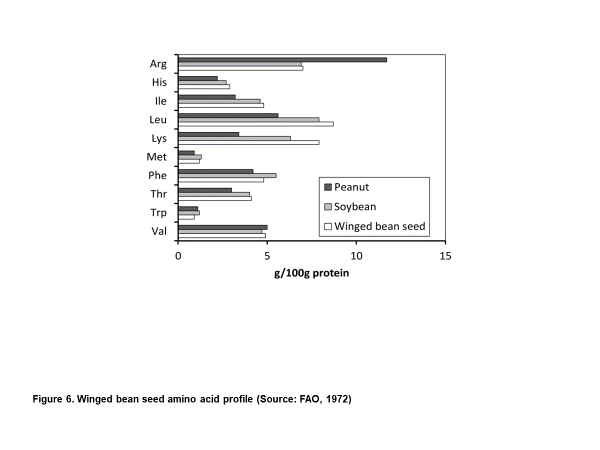 Arg
His
Ile
Leu
Lys
Met
Phe
Thr
Trp
Val
Peanut
Soybean
Winged bean seed
0 5 10 15
g/100g protein
Figure 6. Winged bean seed amino acid profile (Source: FAO, 1972)